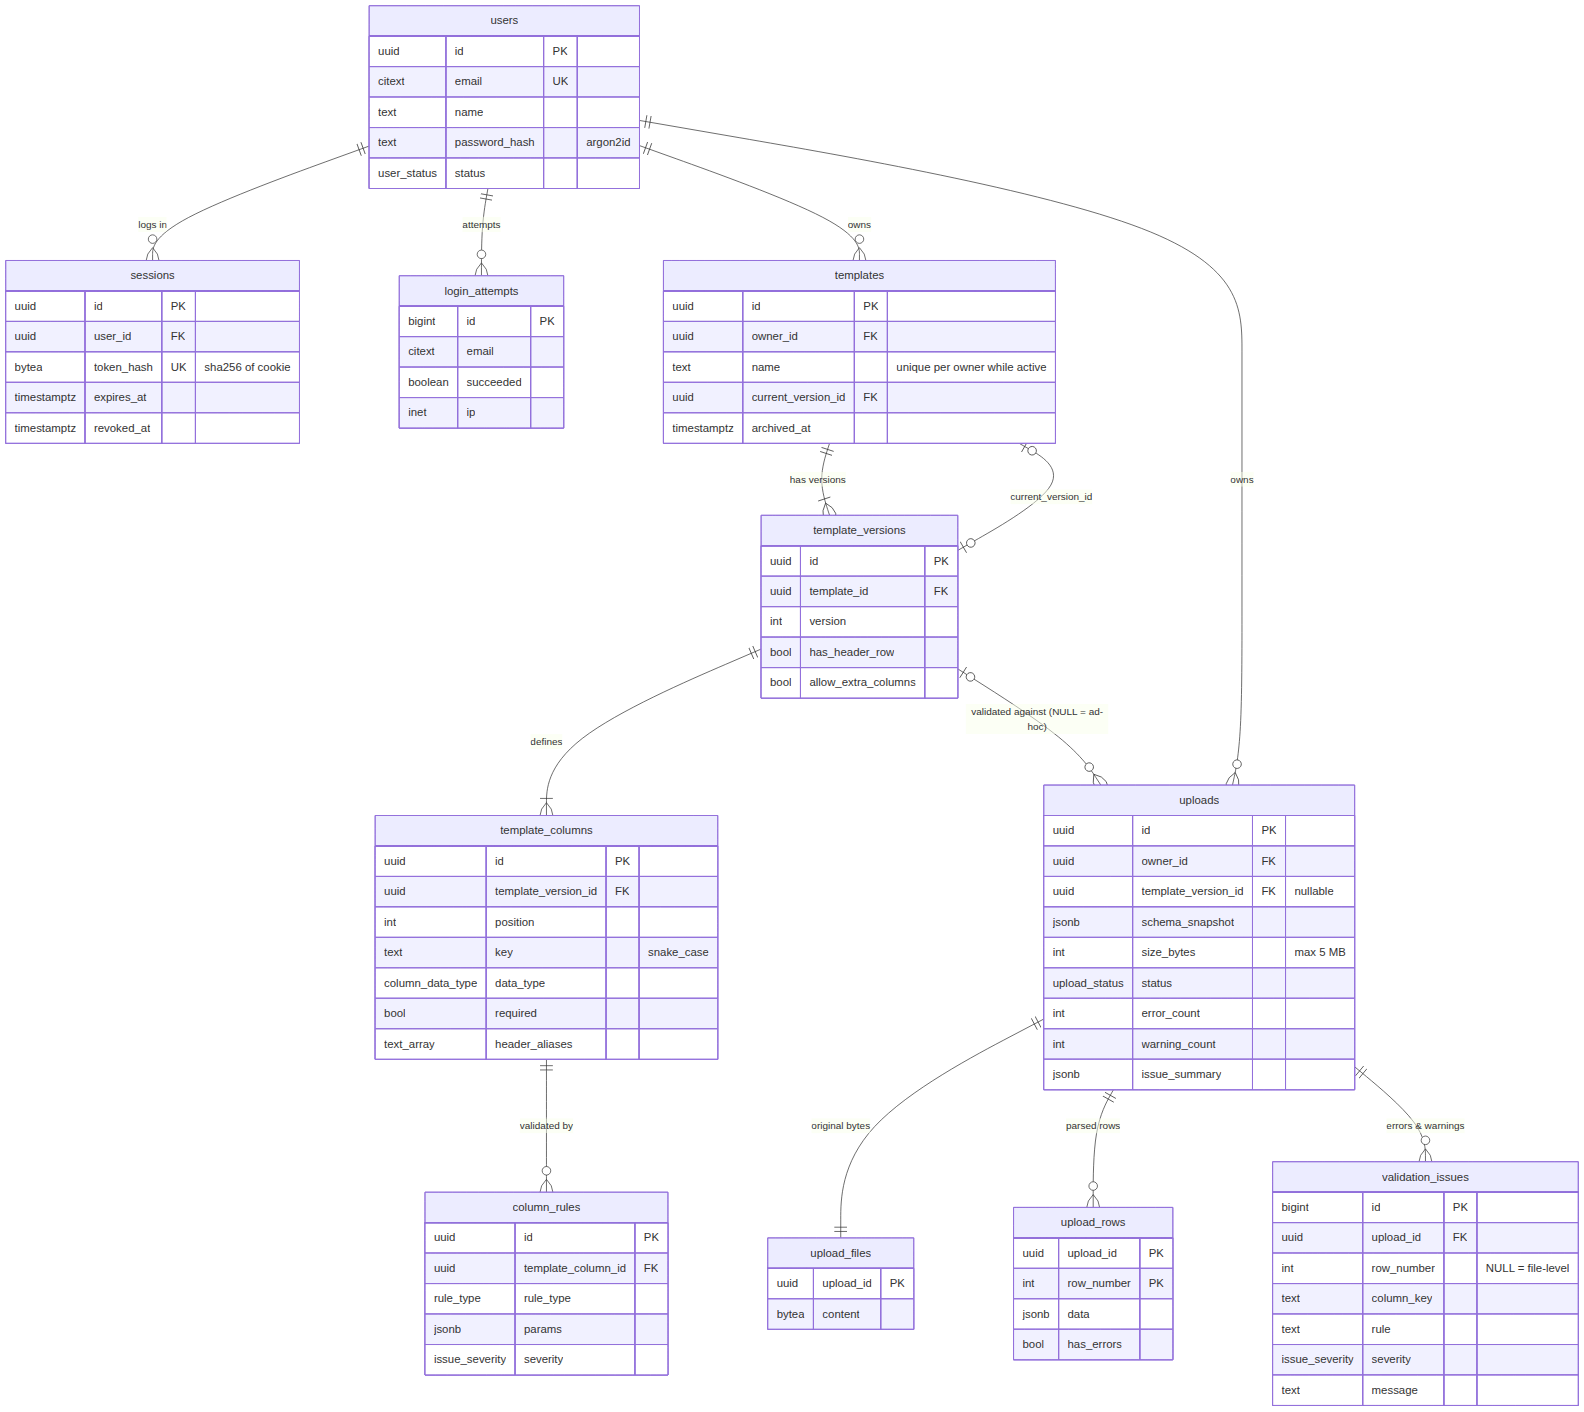 users
uuid id PK
citext email UK
text name
text password_hash argon2id
user_status status
logs in
attempts
owns
owns
sessions
uuid id PK
uuid user_id FK
bytea token_hash UK sha256 of cookie
timestamptz expires_at
timestamptz revoked_at
login_attempts
bigint id PK
citext email
boolean succeeded
inet ip
templates
uuid id PK
uuid owner_id FK
text name unique per owner while active
uuid current_version_id FK
timestamptz archived_at
has versions
current_version_id
template_versions
uuid id PK
uuid template_id FK
int version
bool has_header_row
bool allow_extra_columns
defines
validated against (NULL = ad-
hoc)
template_columns
uuid id PK
uuid template_version_id FK
int position
text key snake_case
column_data_type data_type
bool required
text_array header_aliases
uploads
uuid id PK
uuid owner_id FK
uuid template_version_id FK nullable
jsonb schema_snapshot
int size_bytes max 5 MB
upload_status status
int error_count
int warning_count
jsonb issue_summary
validated by
original bytes
parsed rows
errors & warnings
column_rules
uuid id PK
uuid template_column_id FK
rule_type rule_type
jsonb params
issue_severity severity
upload_files
uuid upload_id PK
bytea content
upload_rows
uuid upload_id PK
int row_number PK
jsonb data
bool has_errors
validation_issues
bigint id PK
uuid upload_id FK
int row_number NULL = file-level
text column_key
text rule
issue_severity severity
text message